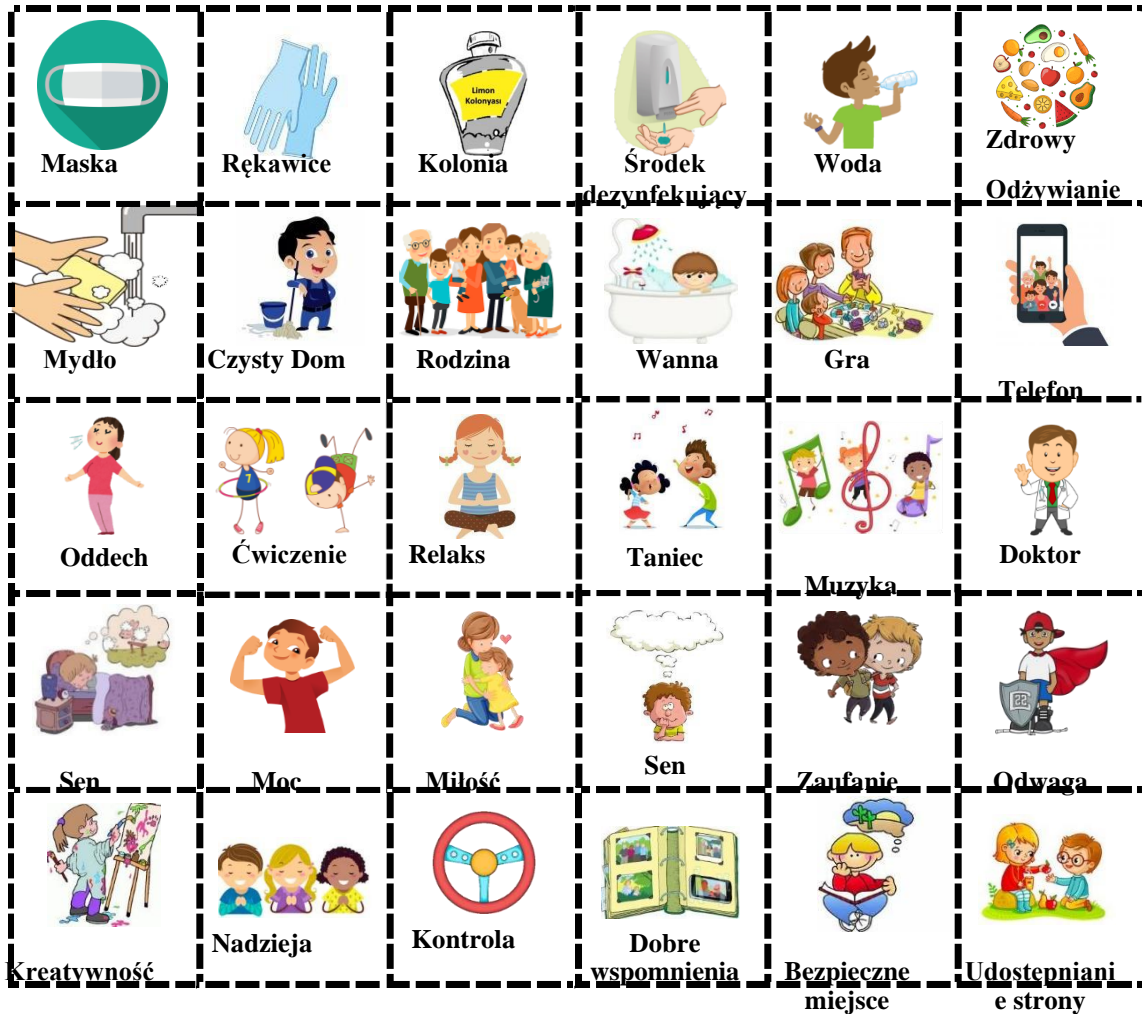 Limon
Kolonyası
Maska
Rękawice
Kolonia
Środek
dezynfekujący
Woda
Zdrowy
Odżywianie
Mydło
Czysty Dom
Rodzina
Wanna
Gra
Telefon
7
Oddech
Ćwiczenie
Relaks
Taniec
Muzyka
Doktor
Sen
Moc
Miłość
Sen
Zaufanie
Odwaga
Kreatywność
Nadzieja
Kontrola
Dobre
wspomnienia
Bezpieczne
miejsce
Udostępniani
e strony